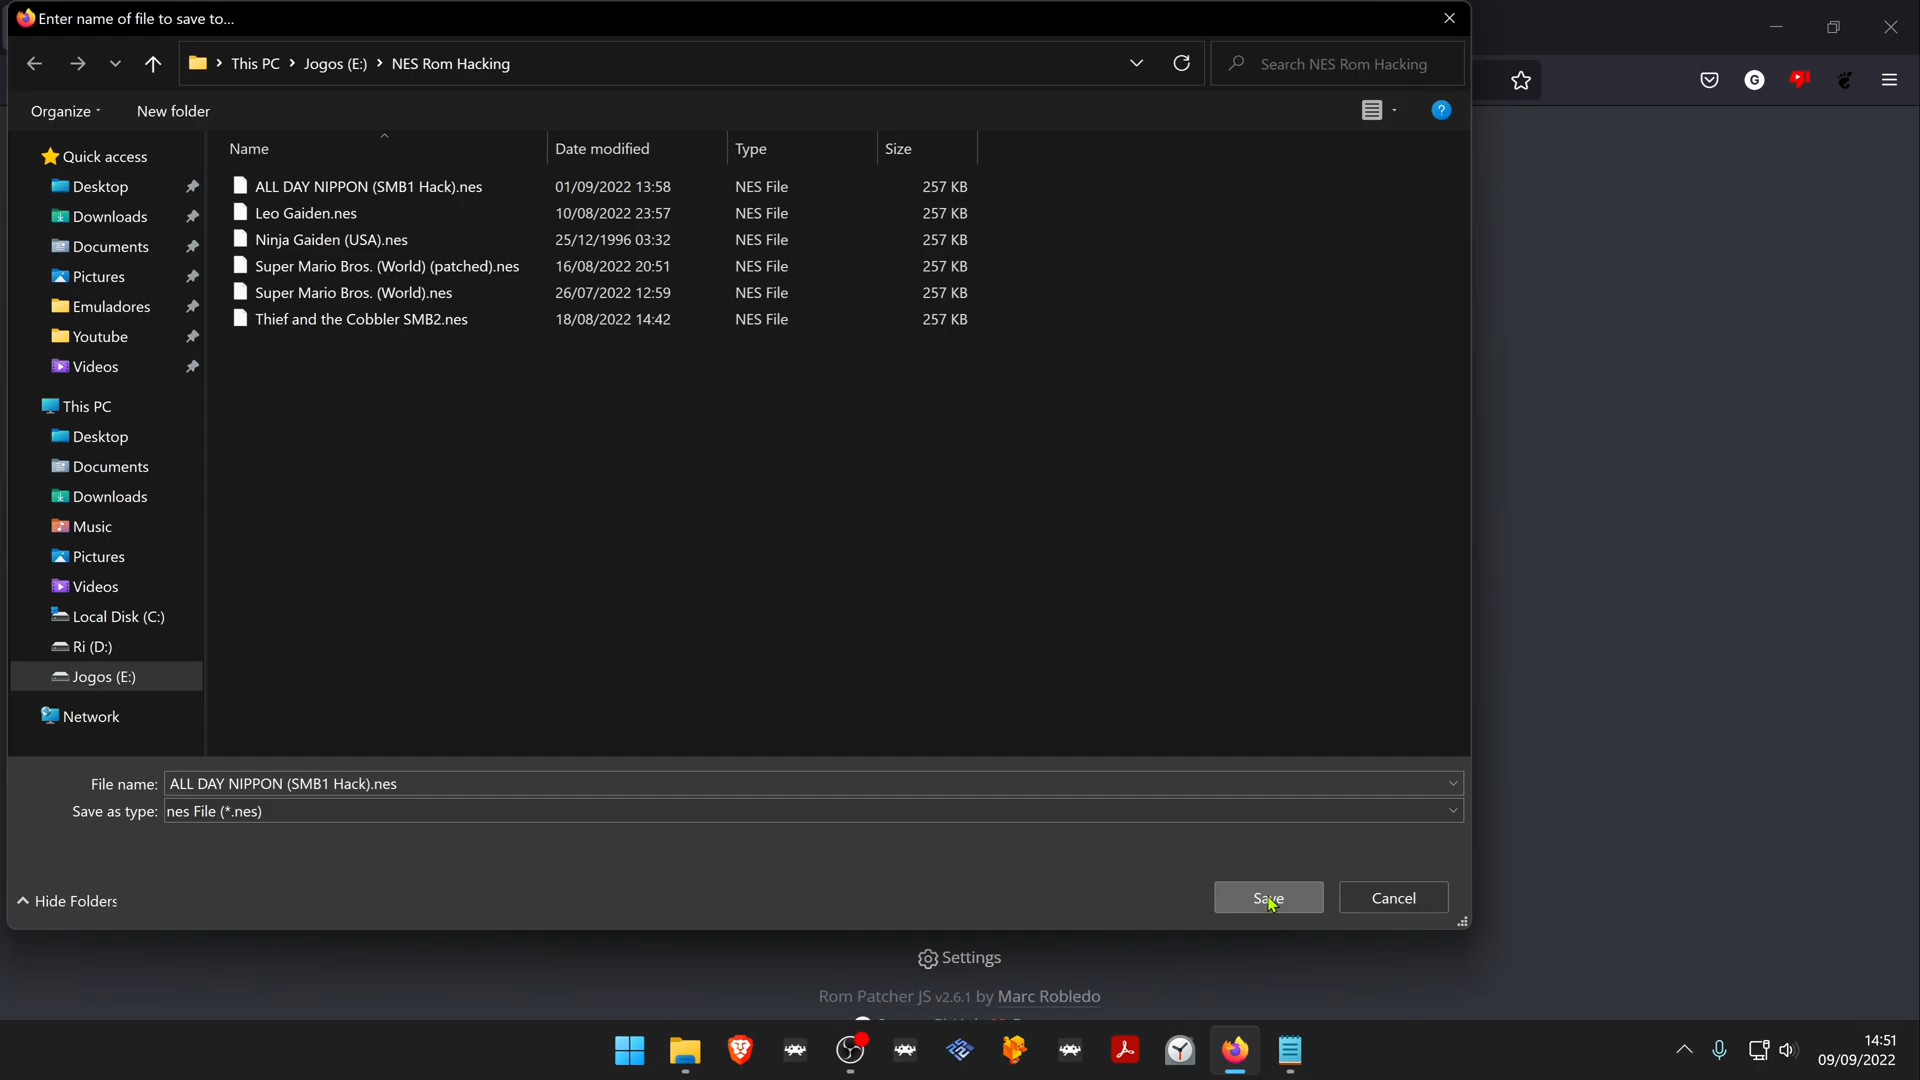 Enter name of file to save to...
This PC > Jogos (E:) > NES Rom Hacking
Search NES Rom Hacking
Organize
New folder
Name Date modified Type Size
ALL DAY NIPPON (SMB1 Hack).nes 01/09/2022 13:58 NES File 257 KB
Leo Gaiden.nes 10/08/2022 23:57 NES File 257 KB
Ninja Gaiden (USA).nes 25/12/1996 03:32 NES File 257 KB
Super Mario Bros. (World) (patched).nes 16/08/2022 20:51 NES File 257 KB
Super Mario Bros. (World).nes 26/07/2022 12:59 NES File 257 KB
Thief and the Cobbler SMB2.nes 18/08/2022 14:42 NES File 257 KB
Quick access
Desktop
Downloads
Documents
Pictures
Emuladores
Youtube
Videos
This PC
Desktop
Documents
Downloads
Music
Pictures
Videos
Local Disk (C:)
Ri (D:)
Jogos (E:)
Network
File name: ALL DAY NIPPON (SMB1 Hack).nes
Save as type: nes File (*.nes)
Hide Folders
Save
Cancel
Settings
Rom Patcher JS v2.6.1 by Marc Robledo
14:51
09/09/2022